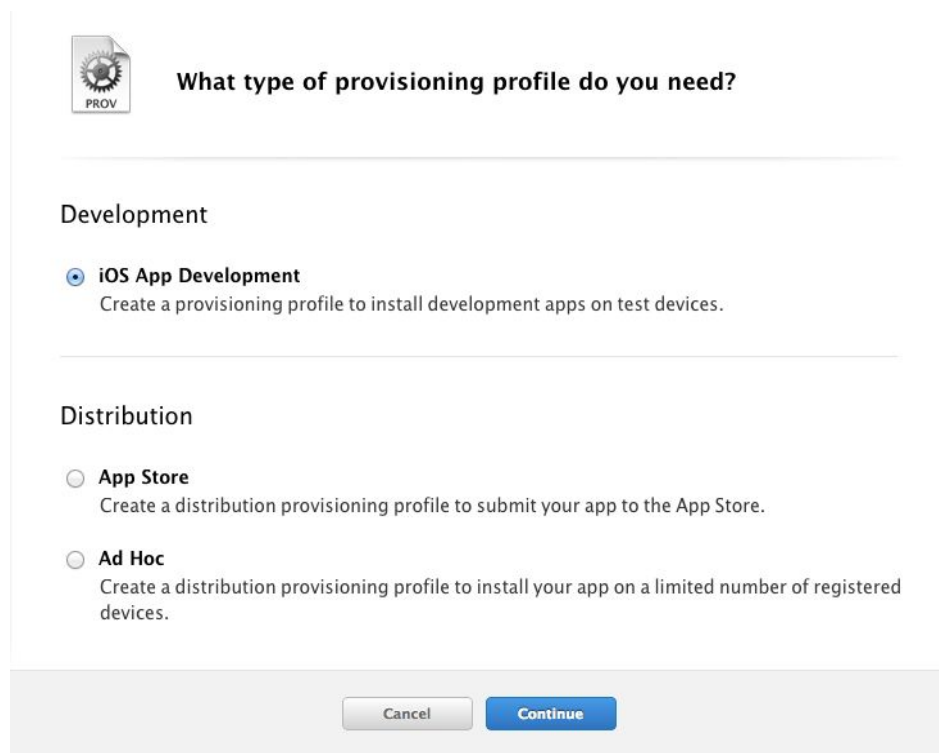 PROV
What type of provisioning profile do you need?
Development
iOS App Development
Create a provisioning profile to install development apps on test devices.
Distribution
App Store
Create a distribution provisioning profile to submit your app to the App Store.
Ad Hoc
Create a distribution provisioning profile to install your app on a limited number of registered
devices.
Cancel
Continue